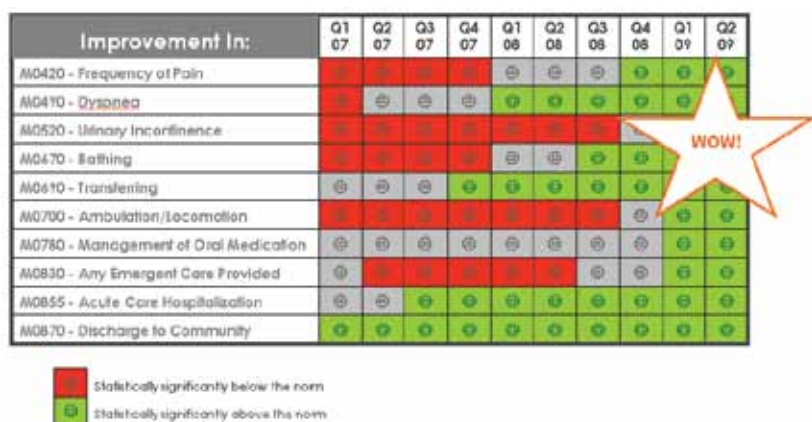 Improvement In: Q1 07 Q2 07 Q3 07 Q4 07 Q1 08 Q2 08 Q3 08 Q4 08 Q1 09 Q2 09
M0420 - Frequency of Pain
M0490 - Dyspnea
M0520 - Urinary Incontinence
M0670 - Bathing
M0690 - Transferring
M0700 - Ambulation/Locomotion
M0780 - Management of Oral Medication
M0830 - Any Emergent Care Provided
M0855 - Acute Care Hospitalization
M0870 - Discharge to Community
WOW!
Statistically significantly below the norm
Statistically significantly above the norm